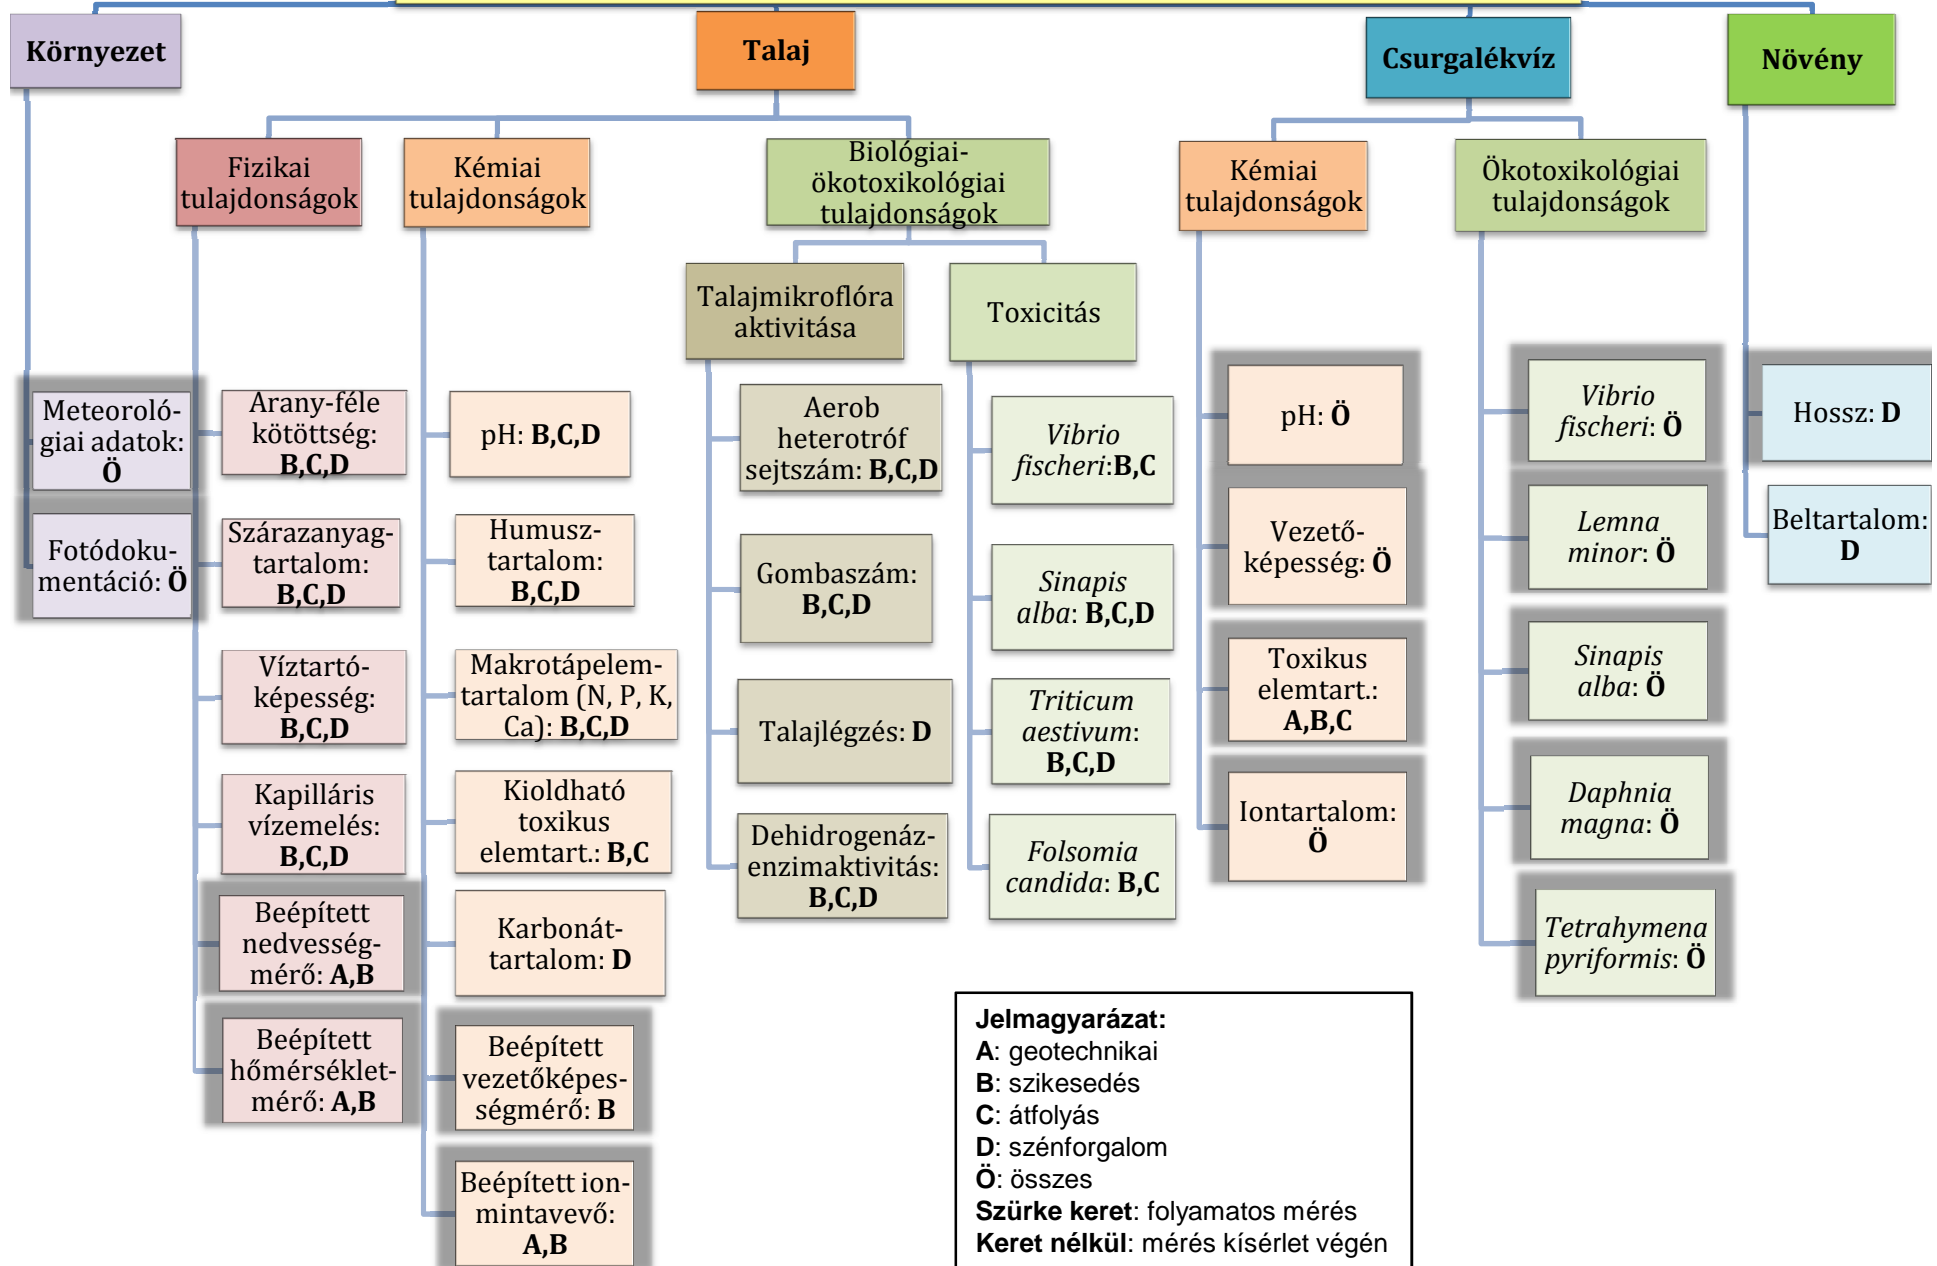 Környezet
Talaj
Csurgalékvíz
Növény
Fizikai
tulajdonságok
Kémiai
tulajdonságok
Biológiai-
ökotoxikológiai
tulajdonságok
Kémiai
tulajdonságok
Ökotoxikológiai
tulajdonságok
Talajmikroflóra
aktivitása
Toxicitás
Meteoroló-
giai adatok:
Ö
Fotódoku-
mentáció: Ö
Arany-féle
kötöttség:
B,C,D
Szárazanyag-
tartalom:
B,C,D
Víztartó-
képesség:
B,C,D
Kapilláris
vízemelés:
B,C,D
Beépített
nedvesség-
mérő: A,B
Beépített
hőmérséklet-
mérő: A,B
pH: B,C,D
Humusz-
tartalom:
B,C,D
Makrotápelem-
tartalom (N, P, K,
Ca): B,C,D
Kioldható
toxikus
elemtart.: B,C
Karbonát-
tartalom: D
Beépített
vezetőképes-
ségmérő: B
Beépített ion-
mintavevő:
A,B
Aerob
heterotróf
sejtszám: B,C,D
Gombaszám:
B,C,D
Talajlégzés: D
Dehidrogenáz-
enzimaktivitás:
B,C,D
Vibrio
fischeri:B,C
Sinapis
alba: B,C,D
Triticum
aestivum:
B,C,D
Folsomia
candida: B,C
pH: Ö
Vezető-
képesség: Ö
Toxikus
elemtart.:
A,B,C
Iontartalom:
Ö
Vibrio
fischeri: Ö
Lemna
minor: Ö
Sinapis
alba: Ö
Daphnia
magna: Ö
Tetrahymena
pyriformis: Ö
Hossz: D
Beltartalom:
D
Jelmagyarázat:
A: geotechnikai
B: szikesedés
C: átfolyás
D: szénforgalom
Ö: összes
Szürke keret: folyamatos mérés
Keret nélkül: mérés kísérlet végén